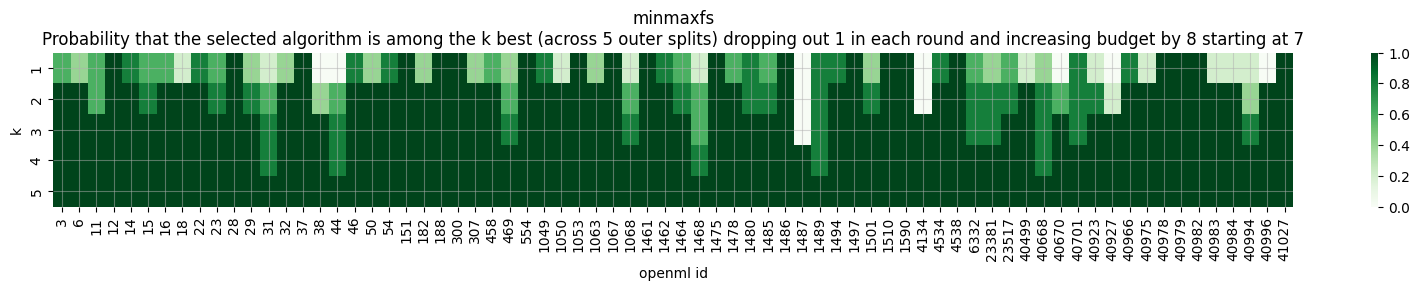 minmaxfs
Probability that the selected algorithm is among the k best (across 5 outer splits) dropping out 1 in each round and increasing budget by 8 starting at 7
k
1
2
3
4
5
3 6 11 12 14 15 16 18 22 23 28 29 31 32 37 38 44 46 50 54 151 182 188 300 307 458 469 554 1049 1050 1053 1063 1067 1068 1461 1462 1464 1468 1475 1478 1480 1485 1486 1487 1489 1494 1497 1501 1510 1590 4134 4534 4538 6332 23381 23517 40499 40668 40670 40701 40923 40927 40966 40975 40978 40979 40982 40983 40984 40994 40996 41027
openml id
1.0
0.8
0.6
0.4
0.2
0.0